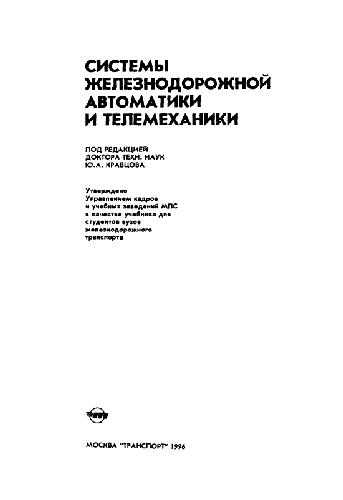 СИСТЕМЫ
ЖЕЛЕЗНОДОРОЖНОЙ
АВТОМАТИКИ
И ТЕЛЕМЕХАНИКИ
ПОД РЕДАКЦИЕЙ
ДОКТОРА ТЕХН. НАУК
Ю.А. КРАВЦОВА
Утверждено
Управлением кадров
и учебных заведений МПС
в качестве учебника для
студентов вузов
железнодорожного
транспорта
МОСКВА "ТРАНСПОРТ" 1996